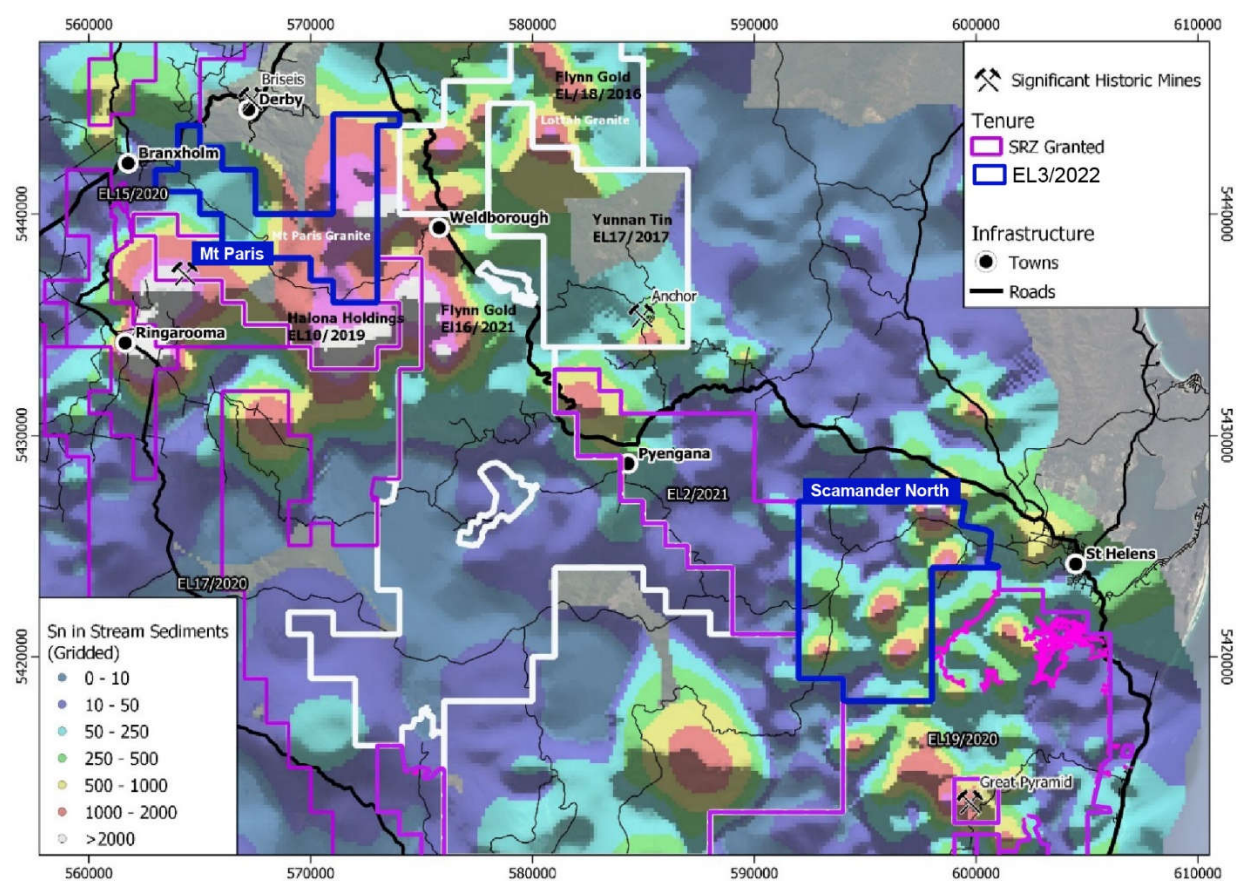 560000
570000
580000
590000
600000
610000
Significant Historic Mines
Tenure
SRZ Granted
EL3/2022
Infrastructure
Towns
Roads
Briseis
Derby
Flynn Gold
EL/18/2016
Lottah Granite
Branxholm
EL15/2020
5440000
5440000
Weldborough
Yunnan Tin
EL17/2017
Mt Paris Granite
Mt Paris
Anchor
Halona Holdings
EL10/2019
Flynn Gold
El16/2021
Ringarooma
5430000
5430000
Pyengana
EL2/2021
Scamander North
St Helens
EL17/2020
5420000
5420000
Sn in Stream Sediments
(Gridded)
0 - 10
10 - 50
50 - 250
250 - 500
500 - 1000
1000 - 2000
>2000
EL19/2020
Great Pyramid
560000
570000
580000
590000
600000
610000